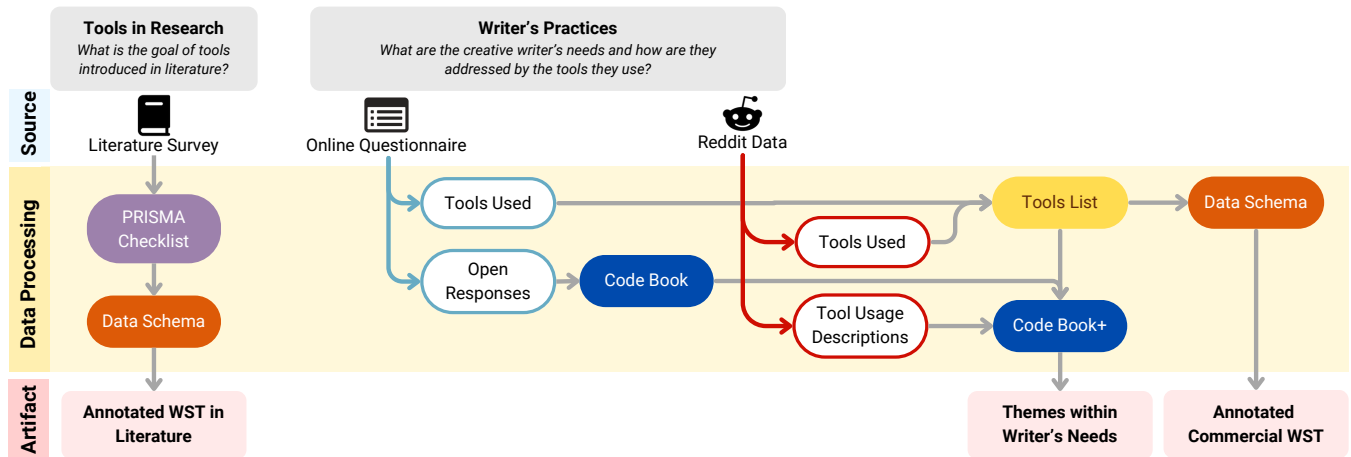 Tools in Research
What is the goal of tools
introduced in literature?
Writer's Practices
What are the creative writer's needs and how are they
addressed by the tools they use?
Source
Literature Survey
Online Questionnaire
Reddit Data
Data Processing
PRISMA
Checklist
Data Schema
Tools Used
Open
Responses
Code Book
Tools Used
Tool Usage
Descriptions
Tools List
Code Book+
Data Schema
Artifact
Annotated WST in
Literature
Themes within
Writer's Needs
Annotated
Commercial WST